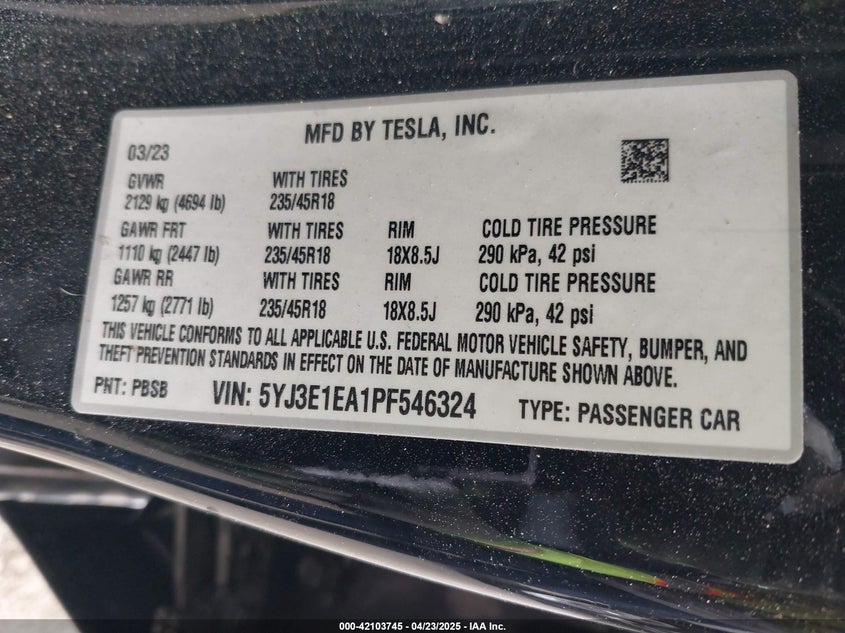 MFD BY TESLA, INC.
03/23
GVWR WITH TIRES
2129 kg (4694 lb) 235/45R18
GAWR FRT WITH TIRES RIM COLD TIRE PRESSURE
1110 kg (2447 lb) 235/45R18 18X8.5J 290 kPa, 42 psi
GAWR RR WITH TIRES RIM COLD TIRE PRESSURE
1257 kg (2771 lb) 235/45R18 18X8.5J 290 kPa, 42 psi
THIS VEHICLE CONFORMS TO ALL APPLICABLE U.S. FEDERAL MOTOR VEHICLE SAFETY, BUMPER, AND
THEFT PREVENTION STANDARDS IN EFFECT ON THE DATE OF MANUFACTURE SHOWN ABOVE.
PNT: PBSB VIN: 5YJ3E1EA1PF546324 TYPE: PASSENGER CAR
000-42103745 - 04/23/2025 - IAA Inc.